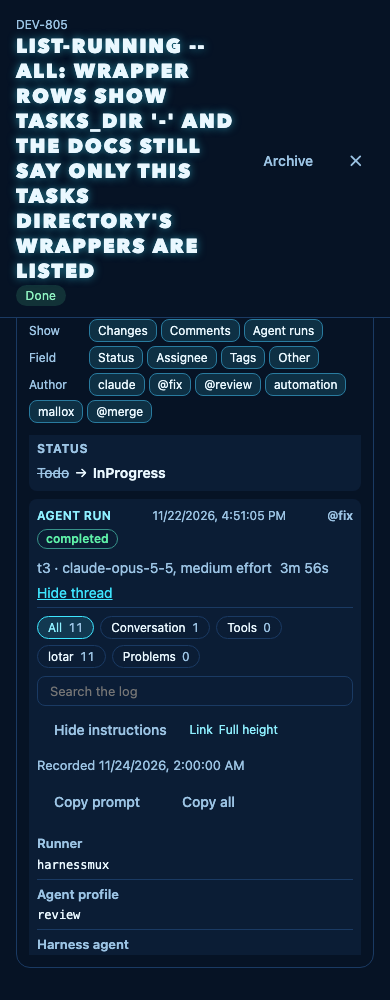 DEV-805
LIST-RUNNING --
ALL: WRAPPER
ROWS SHOW
TASKS_DIR '-' AND
THE DOCS STILL
SAY ONLY THIS
TASKS
DIRECTORY'S
WRAPPERS ARE
LISTED
Archive ×
Done
Show Changes Comments Agent runs
Field Status Assignee Tags Other
Author claude @fix @review automation
mallox @merge
STATUS
Todo → InProgress
AGENT RUN 11/22/2026, 4:51:05 PM @fix
completed
t3 · claude-opus-5-5, medium effort 3m 56s
Hide thread
All 11 Conversation 1 Tools 0
lotar 11 Problems 0
Search the log
Hide instructions Link Full height
Recorded 11/24/2026, 2:00:00 AM
Copy prompt Copy all
Runner
harnessmux
Agent profile
review
Harness agent